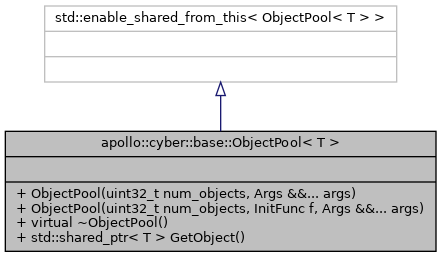 std::enable_shared_from_this< ObjectPool< T > >
apollo::cyber::base::ObjectPool< T >
+ ObjectPool(uint32_t num_objects, Args &&... args)
+ ObjectPool(uint32_t num_objects, InitFunc f, Args &&... args)
+ virtual ~ObjectPool()
+ std::shared_ptr< T > GetObject()